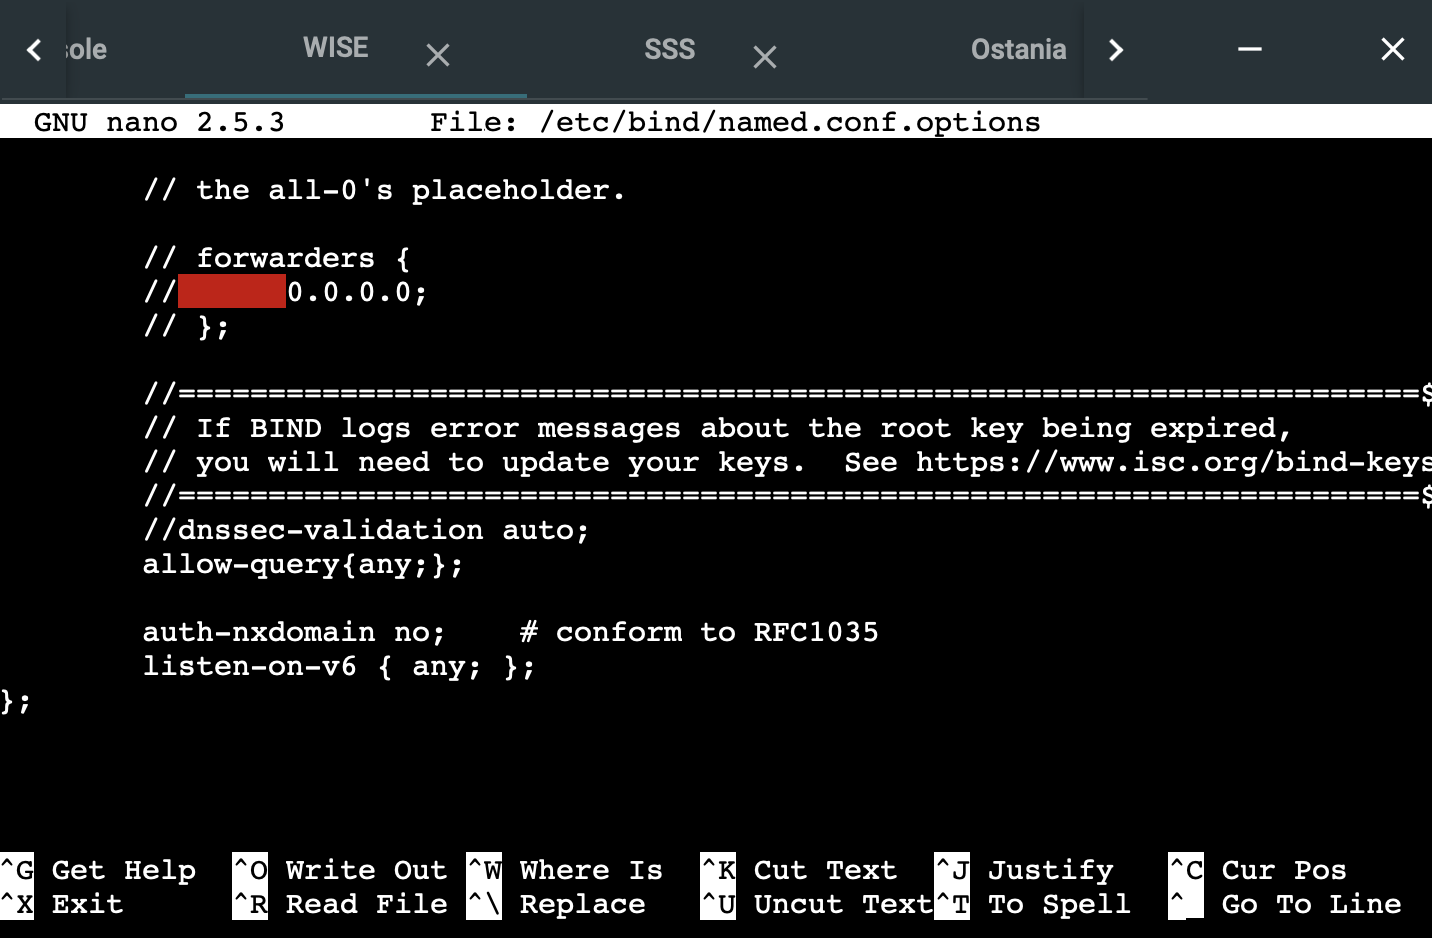 sole WISE SSS Ostania
GNU nano 2.5.3 File: /etc/bind/named.conf.options
// the all-0's placeholder.
// forwarders {
// 0.0.0.0;
// };
//=====================================================================$
// If BIND logs error messages about the root key being expired,
// you will need to update your keys.  See https://www.isc.org/bind-keys
//=====================================================================$
//dnssec-validation auto;
allow-query{any;};
auth-nxdomain no;    # conform to RFC1035
listen-on-v6 { any; };
};
^G Get Help ^O Write Out ^W Where Is ^K Cut Text ^J Justify ^C Cur Pos
^X Exit ^R Read File ^\ Replace ^U Uncut Text ^T To Spell ^_ Go To Line